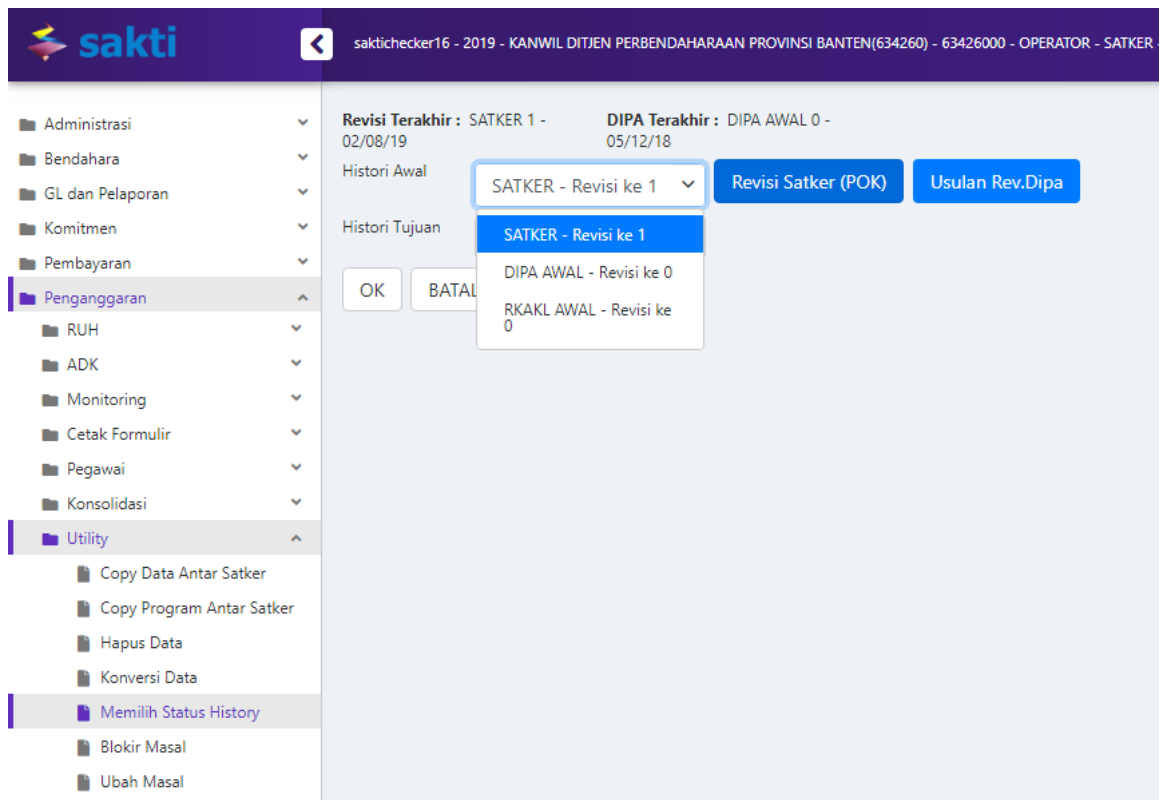 sakti
saktichecker16 - 2019 - KANWIL DITJEN PERBENDAHARAAN PROVINSI BANTEN(634260) - 63426000 - OPERATOR - SATKER -
Administrasi
Bendahara
GL dan Pelaporan
Komitmen
Pembayaran
Penganggaran
RUH
ADK
Monitoring
Cetak Formulir
Pegawai
Konsolidasi
Utility
Copy Data Antar Satker
Copy Program Antar Satker
Hapus Data
Konversi Data
Memilih Status History
Blokir Masal
Ubah Masal
Revisi Terakhir : SATKER 1 -
02/08/19
DIPA Terakhir : DIPA AWAL 0 -
05/12/18
Histori Awal
SATKER - Revisi ke 1
Revisi Satker (POK)
Usulan Rev.Dipa
Histori Tujuan
SATKER - Revisi ke 1
DIPA AWAL - Revisi ke 0
RKAKL AWAL - Revisi ke
0
OK
BATAL